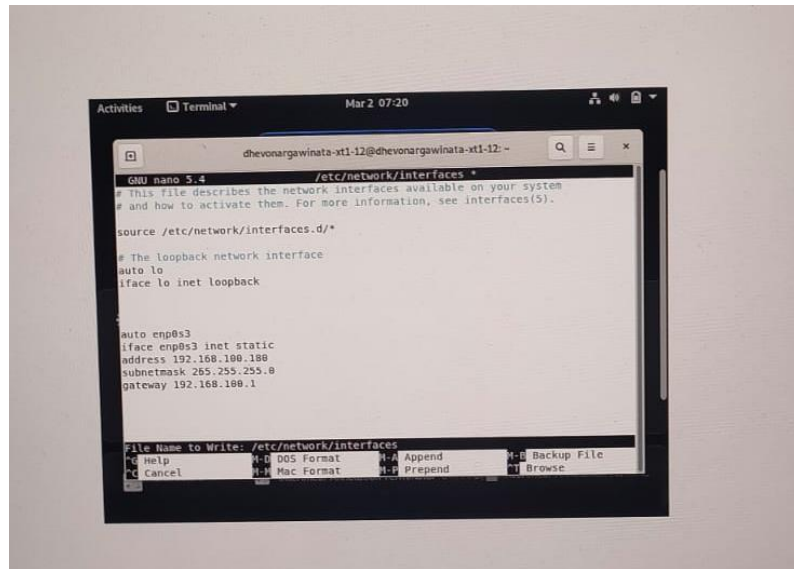 Activities Terminal Mar 2 07:20
dhevonargawinata-xt1-12@dhevonargawinata-xt1-12: ~
GNU nano 5.4 /etc/network/interfaces *
# This file describes the network interfaces available on your system
# and how to activate them. For more information, see interfaces(5).
source /etc/network/interfaces.d/*
# The loopback network interface
auto lo
iface lo inet loopback
auto enp0s3
iface enp0s3 inet static
address 192.168.100.180
subnetmask 265.255.255.0
gateway 192.168.100.1
File Name to Write: /etc/network/interfaces
^G Help M-D DOS Format M-A Append M-B Backup File
^C Cancel M-M Mac Format M-P Prepend ^T Browse